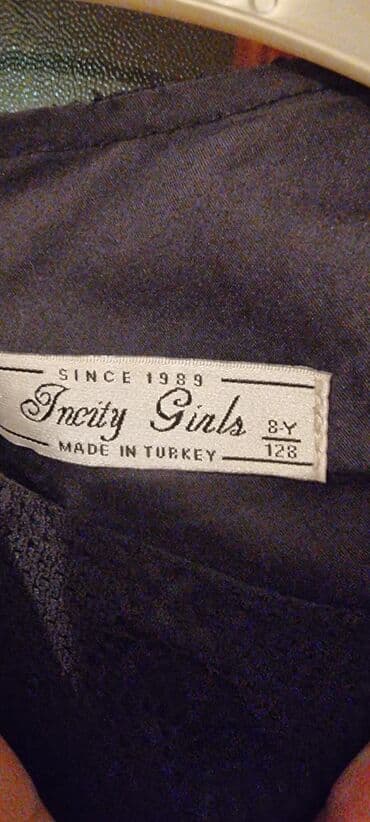 SINCE 1989
Incity Girls
8-Y
128
MADE IN TURKEY